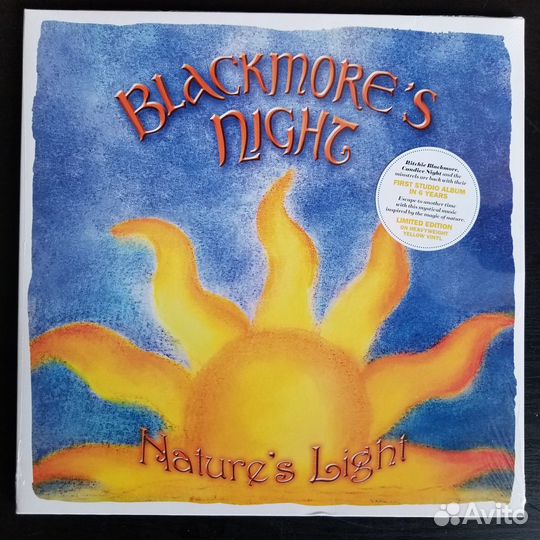 BLACKMORE'S
NIGHT
Ritchie Blackmore,
Candice Night and the
minstrels are back with their
FIRST STUDIO ALBUM
IN 6 YEARS
Escape to another time
with this mystical music
inspired by the magic of nature.
LIMITED EDITION
ON HEAVYWEIGHT
YELLOW VINYL
Nature's Light
Avito